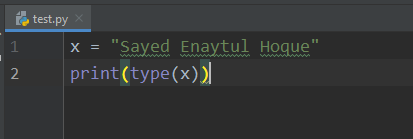 test.py
1 x = "Sayed Enaytul Hoque"
2 print(type(x))